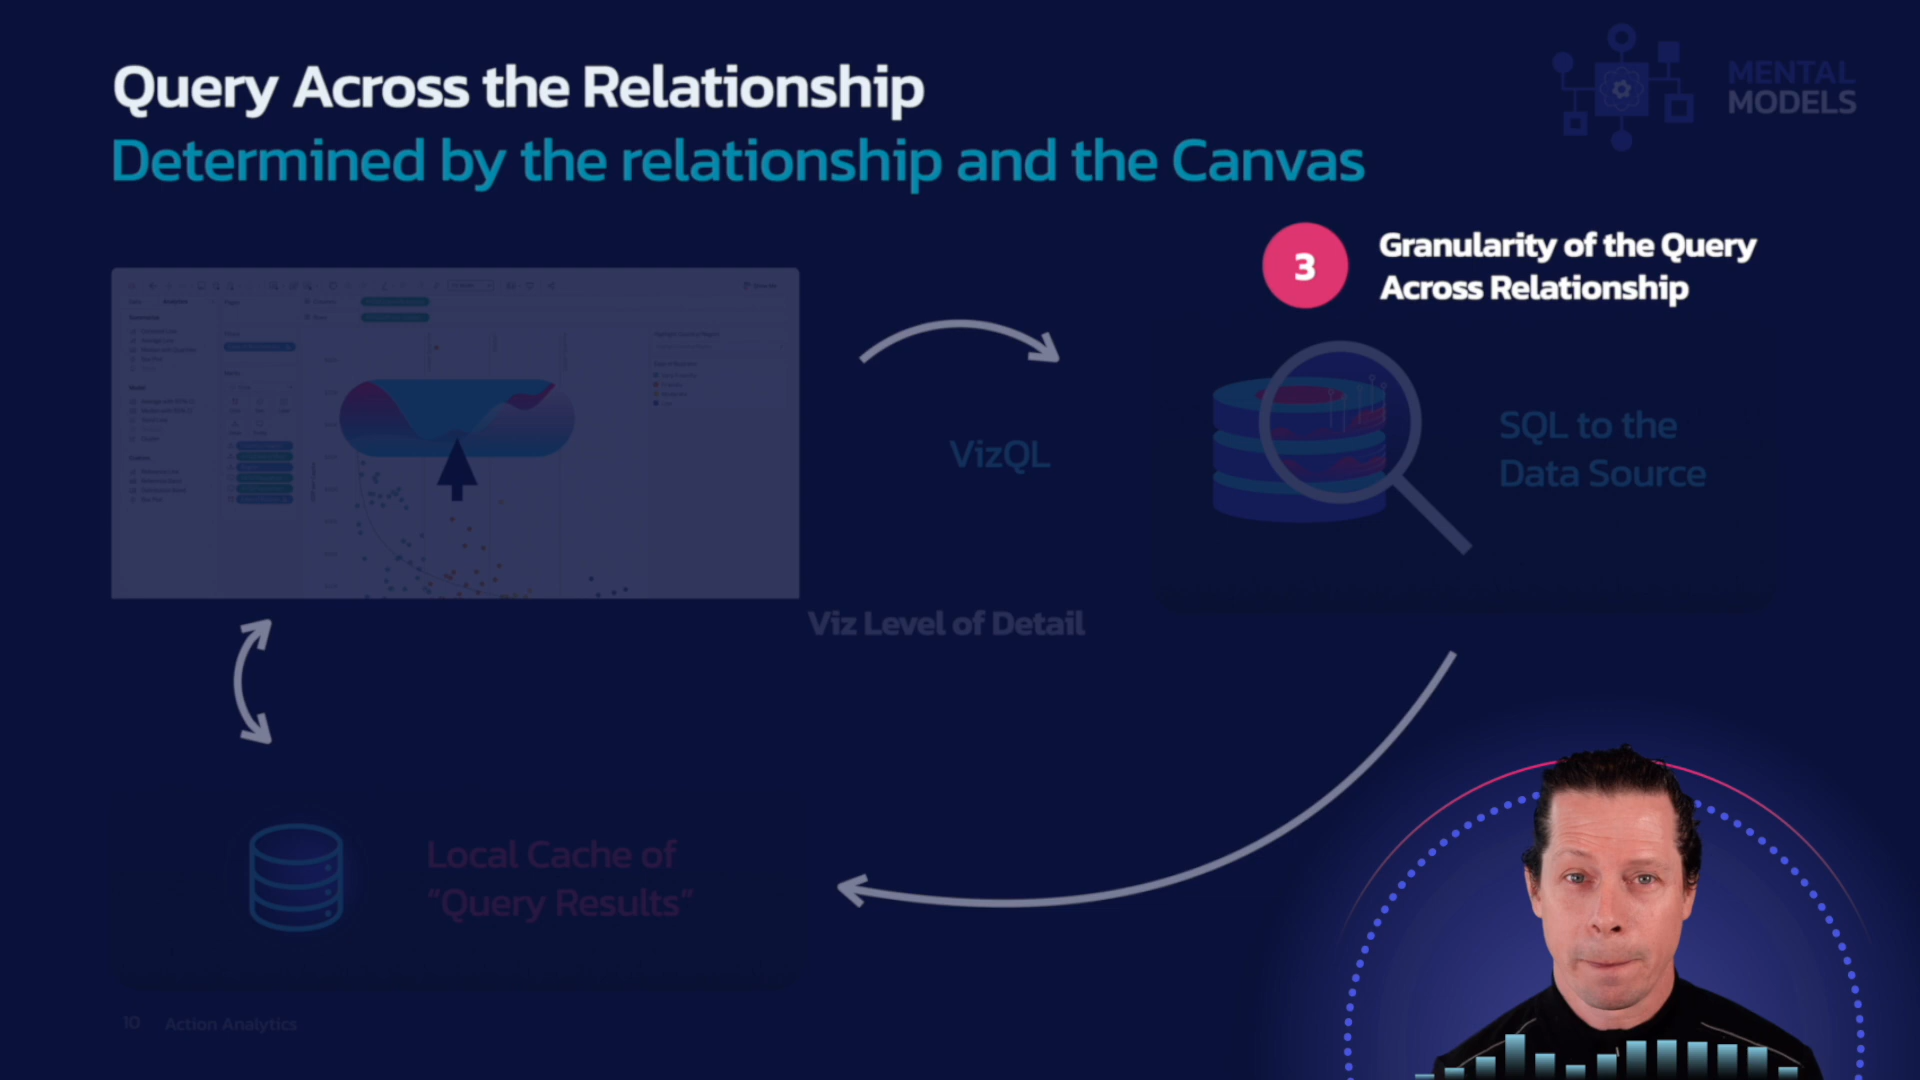 Query Across the Relationship
Determined by the relationship and the Canvas
MENTAL
MODELS
3
Granularity of the Query
Across Relationship
VizQL
SQL to the
Data Source
Viz Level of Detail
Local Cache of
“Query Results“
10 Action Analytics